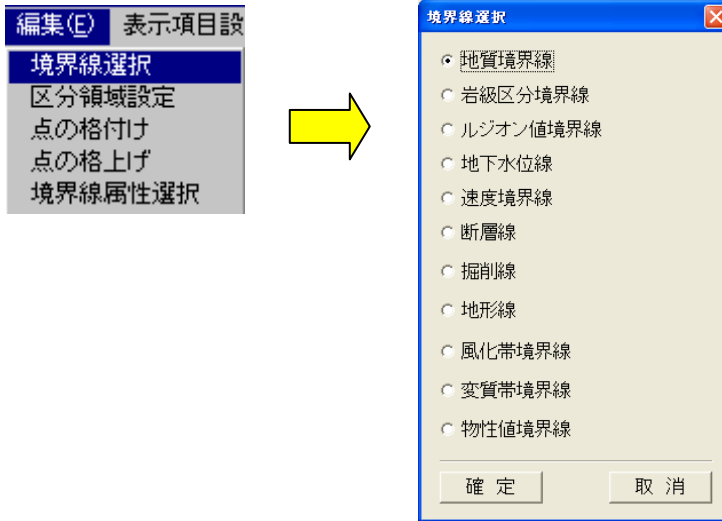 編集(E) 表示項目設
境界線選択
区分領域設定
点の格付け
点の格上げ
境界線属性選択
境界線選択
地質境界線
岩級区分境界線
ルジオン値境界線
地下水位線
速度境界線
断層線
掘削線
地形線
風化帯境界線
変質帯境界線
物性値境界線
確 定 取 消